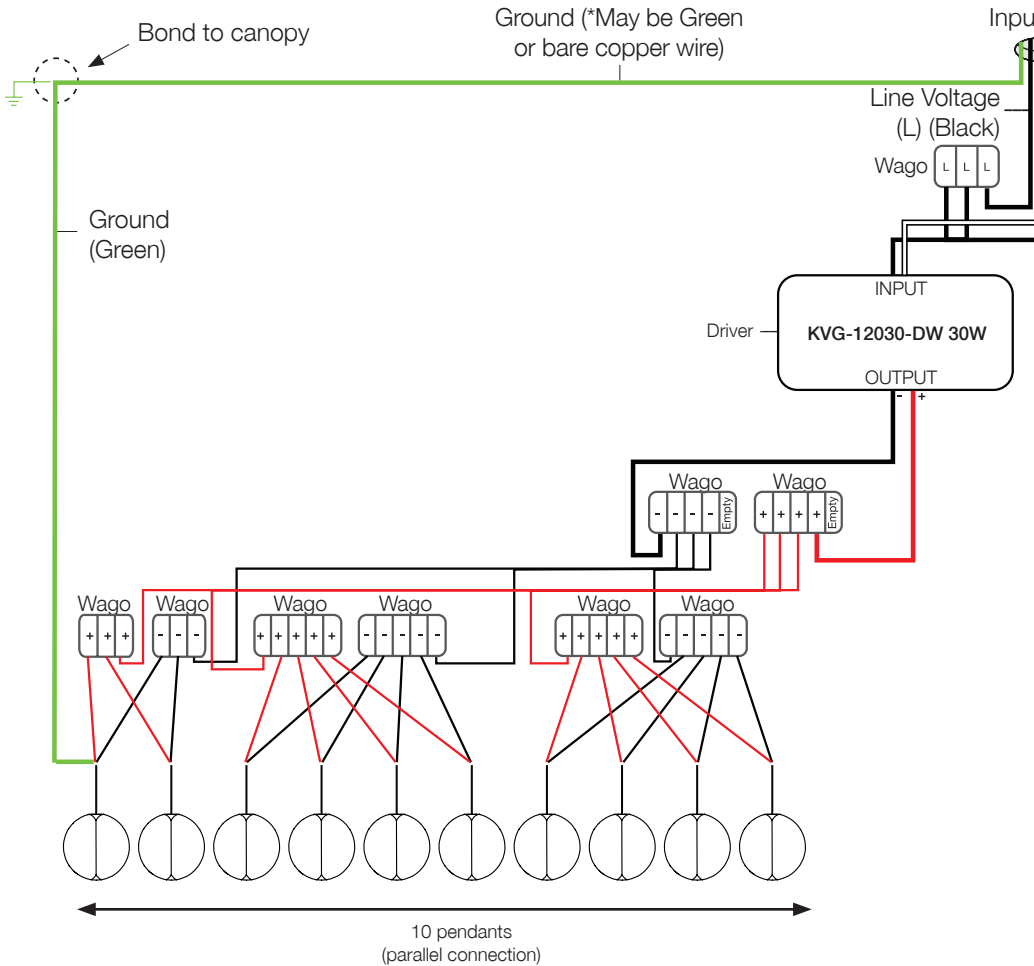 Bond to canopy
Ground (*May be Green
or bare copper wire)
Inpu
Line Voltage
(L) (Black)
Wago
L L L
Ground
(Green)
INPUT
Driver
KVG-12030-DW 30W
OUTPUT
- +
Wago Wago
- - - - Empty
+ + + + Empty
Wago Wago Wago Wago Wago Wago
+ + +
- - -
+ + + + +
- - - - -
+ + + + +
- - - - -
10 pendants
(parallel connection)